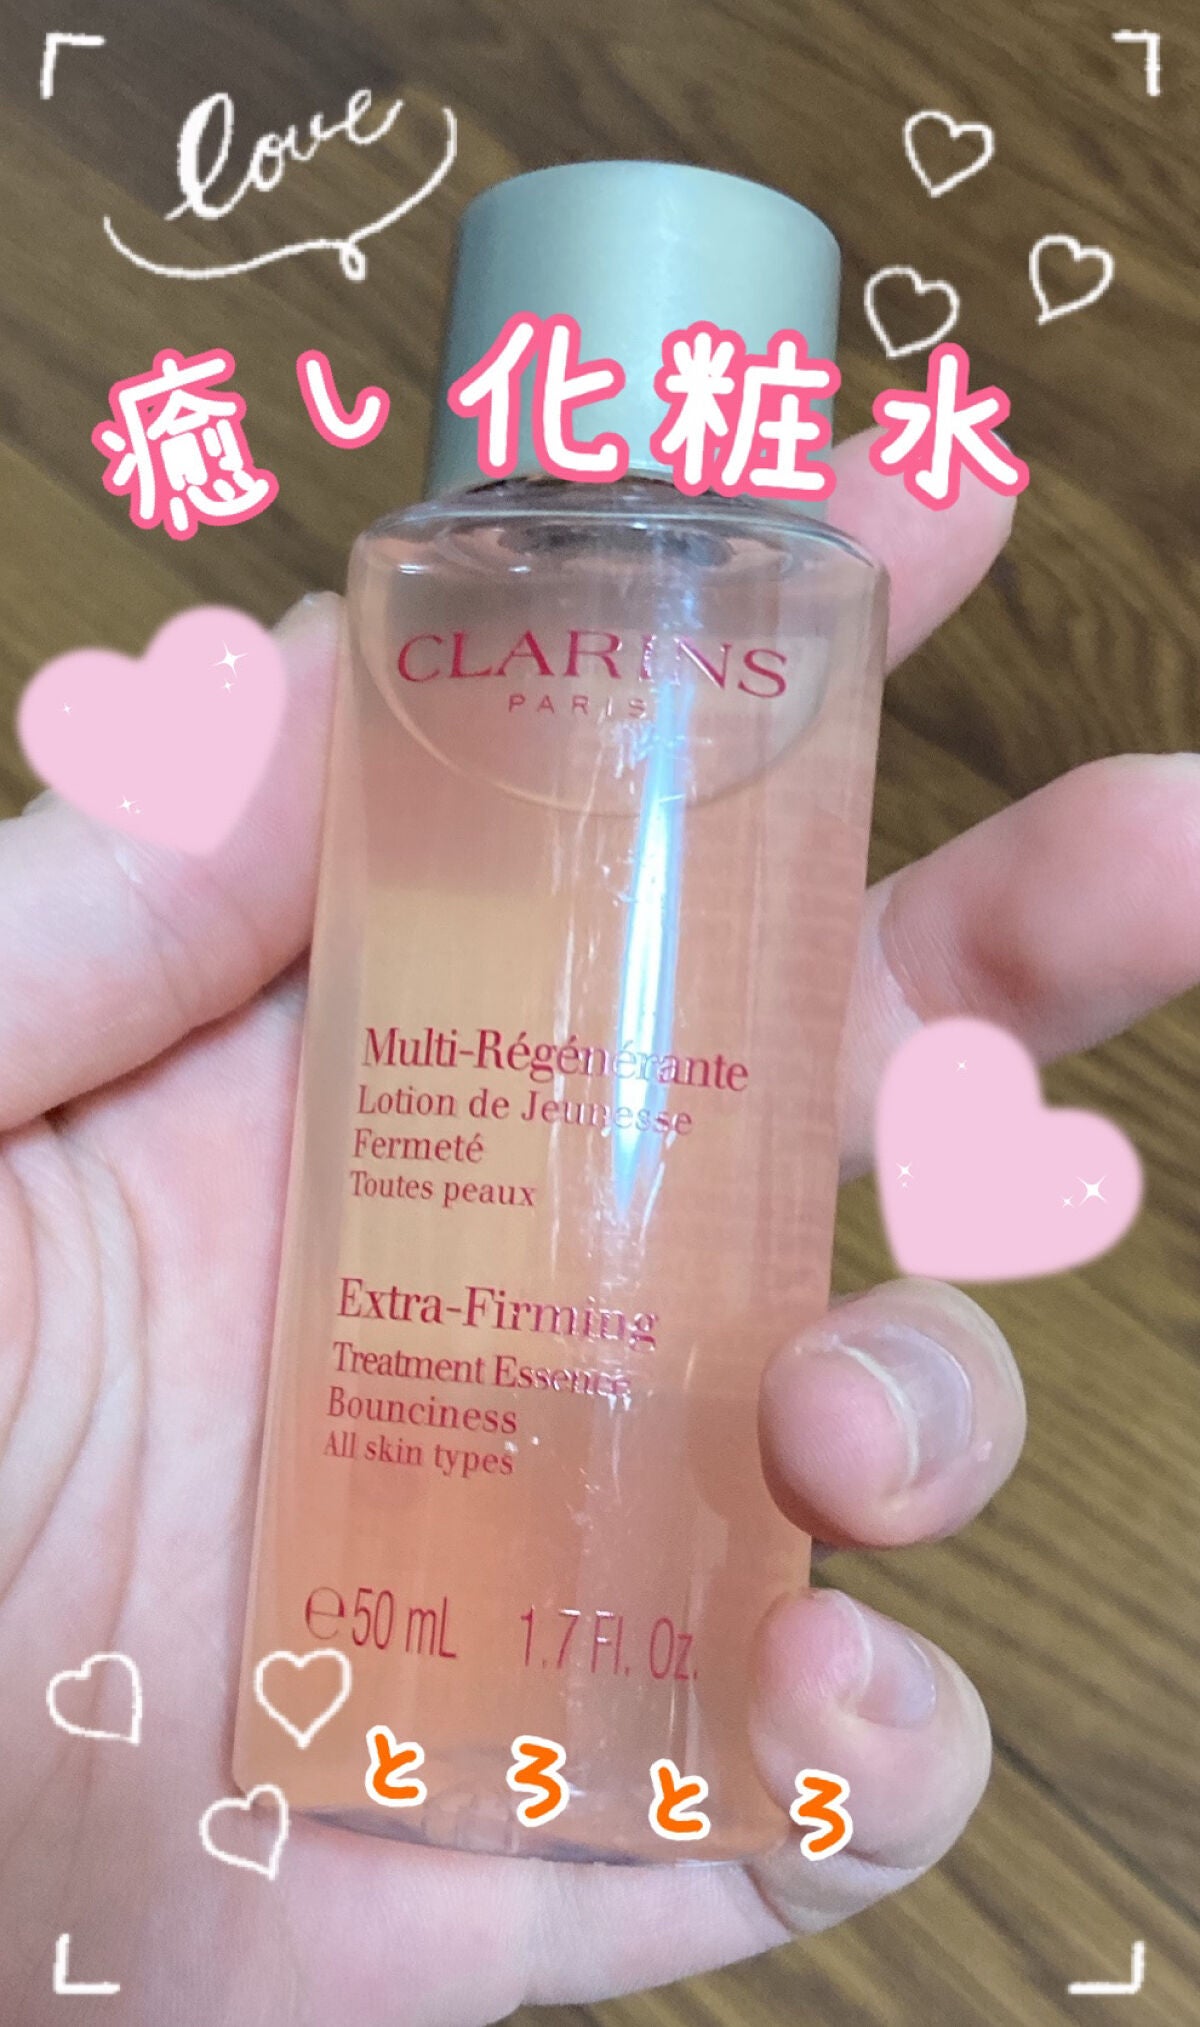 love
癒し化粧水
CLARINS
PARIS
Multi-Régénérante
Lotion de Jeunesse
Fermeté
Toutes peaux
Extra-Firming
Treatment Essence
Bounciness
All skin types
℮50 mL 1.7 Fl. Oz.
とろとろ